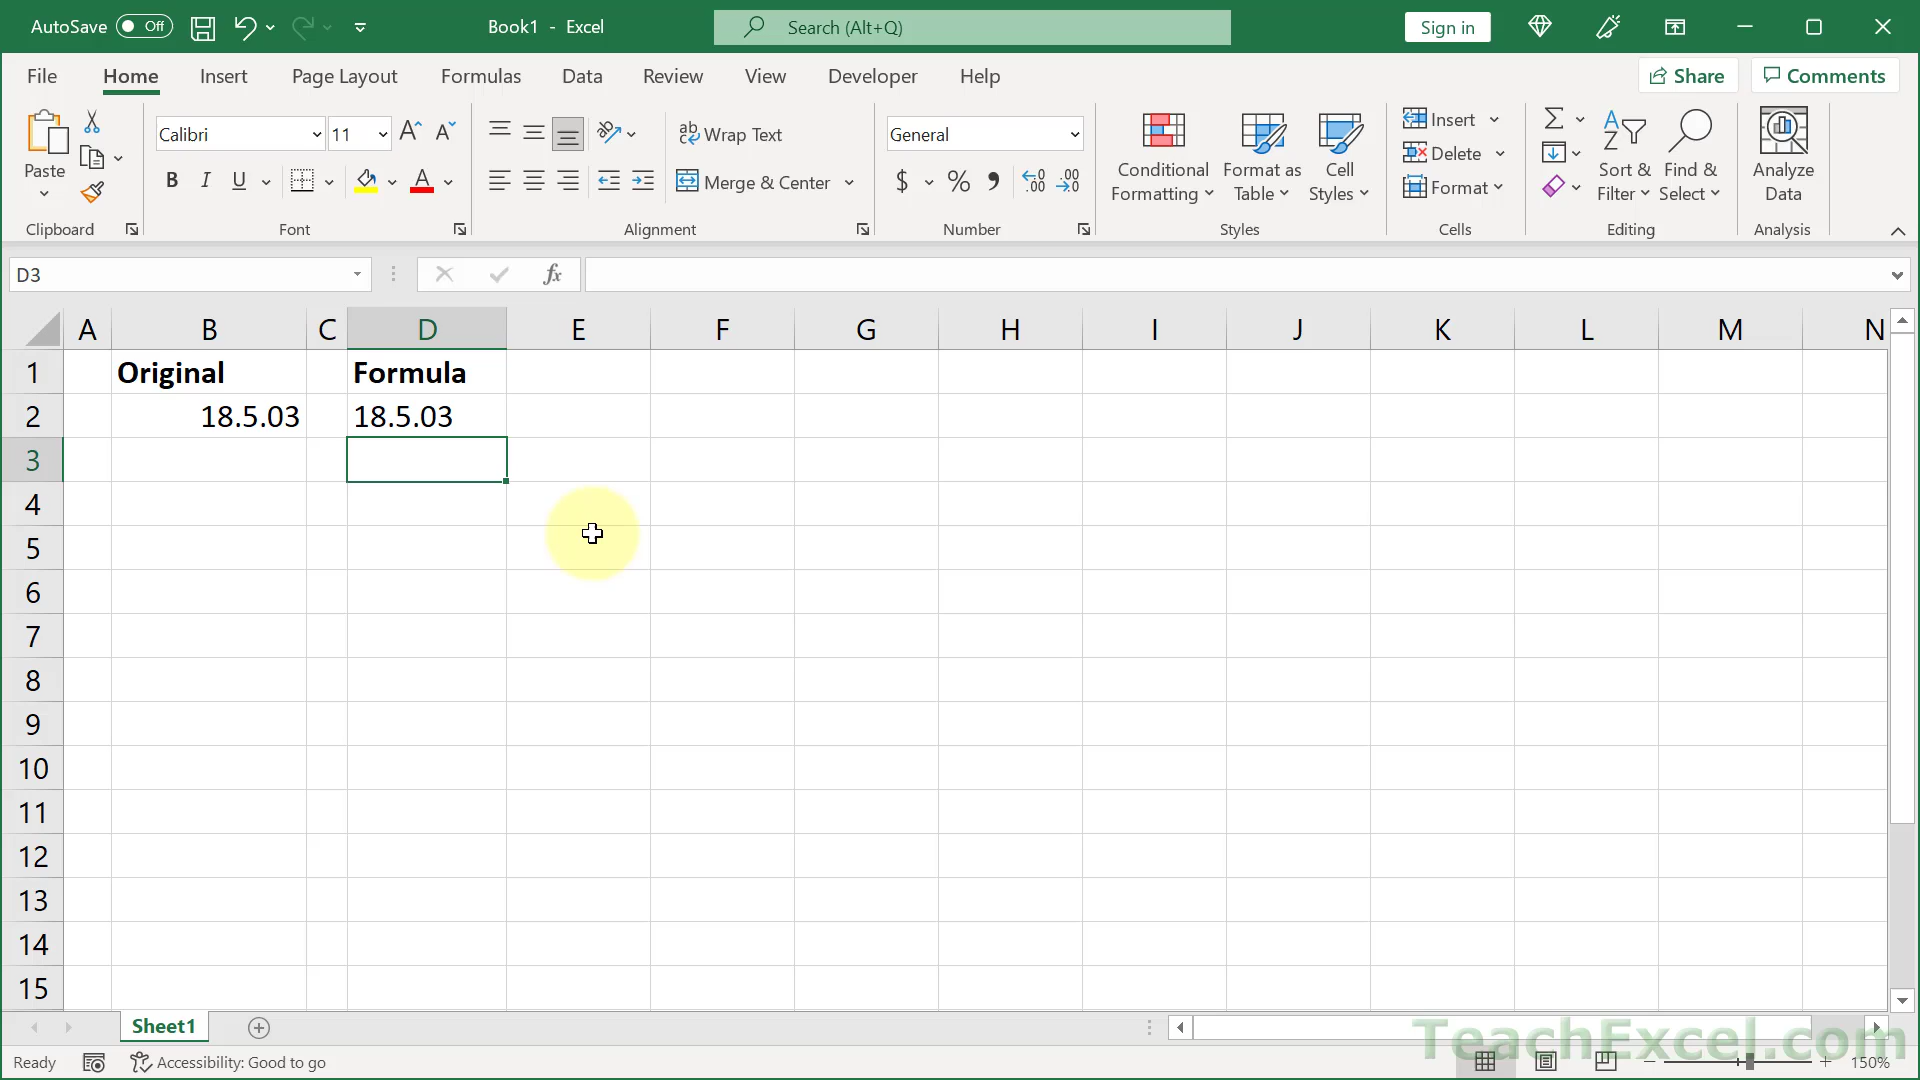 AutoSave Off Book1 - Excel Search (Alt+Q) Sign in
File Home Insert Page Layout Formulas Data Review View Developer Help Share Comments
Paste
Calibri 11
B I U A
ab Wrap Text
Merge & Center
General
$ % , .00 .00
Conditional Formatting
Format as Table
Cell Styles
Insert
Delete
Format
Sort & Filter
Find & Select
Analyze Data
Clipboard Font Alignment Number Styles Cells Editing Analysis
D3 fx
A B C D E F G H I J K L M N
1 Original Formula
2 18.5.03 18.5.03
3
4
5
6
7
8
9
10
11
12
13
14
15
Sheet1
TeachExcel.com
Ready Accessibility: Good to go 150%